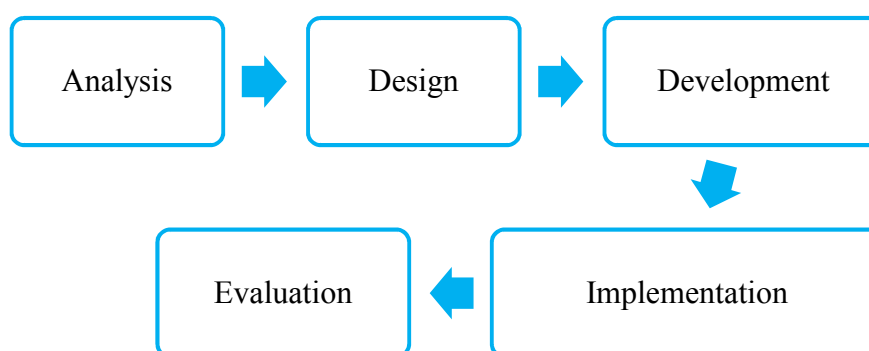 Analysis
Design
Development
Implementation
Evaluation